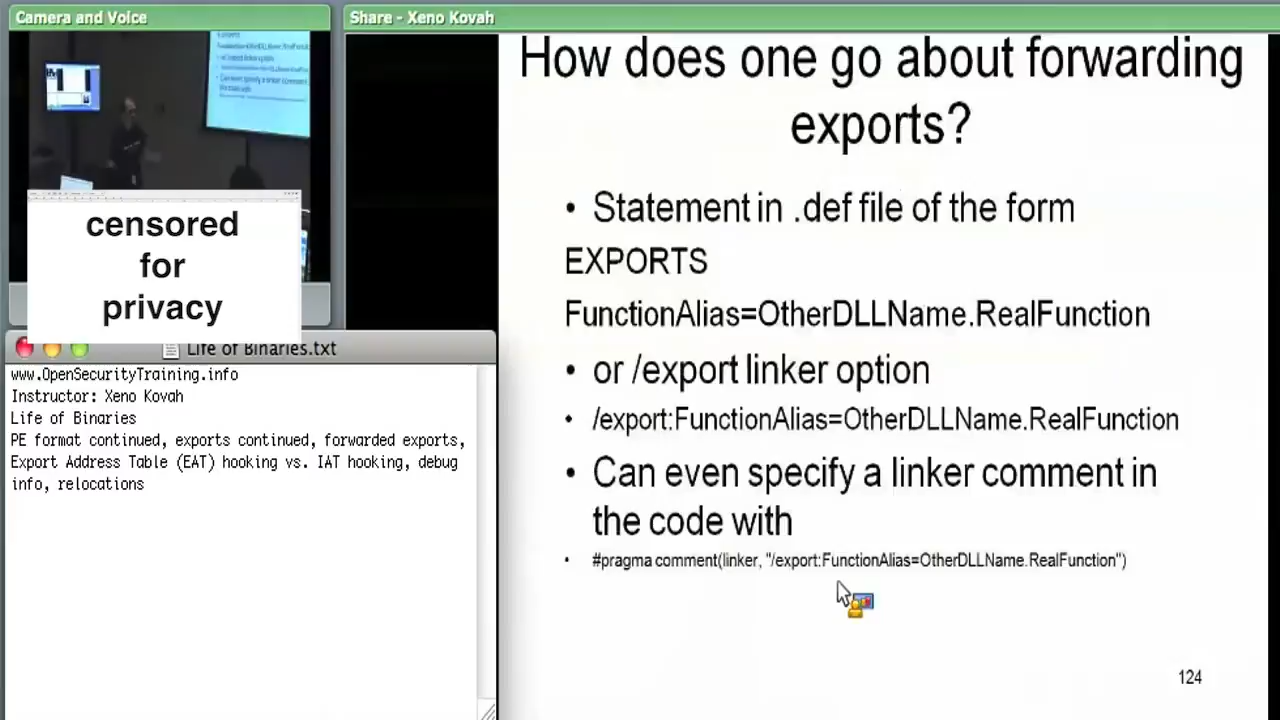 Camera and Voice
Share - Xeno Kovah
censored
for
privacy
Life of Binaries.txt
www.OpenSecurityTraining.info
Instructor: Xeno Kovah
Life of Binaries
PE format continued, exports continued, forwarded exports,
Export Address Table (EAT) hooking vs. IAT hooking, debug
info, relocations
How does one go about forwarding
exports?
• Statement in .def file of the form
EXPORTS
FunctionAlias=OtherDLLName.RealFunction
• or /export linker option
• /export:FunctionAlias=OtherDLLName.RealFunction
• Can even specify a linker comment in
the code with
• #pragma comment(linker, "/export:FunctionAlias=OtherDLLName.RealFunction")
124